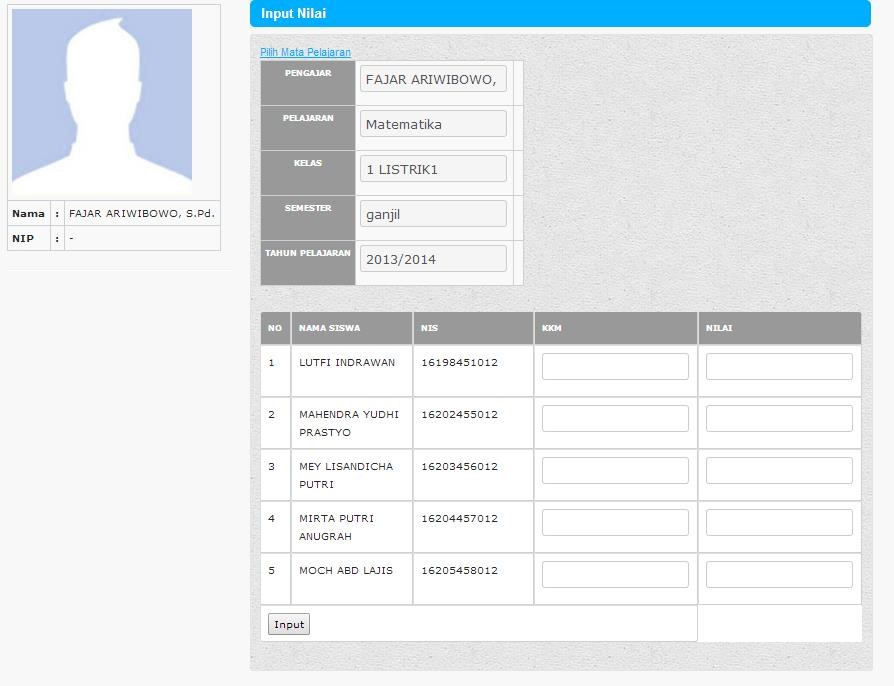 Nama : FAJAR ARIWIBOWO, S.Pd.
NIP : -
Input Nilai
Pilih Mata Pelajaran
PENGAJAR FAJAR ARIWIBOWO,
PELAJARAN Matematika
KELAS 1 LISTRIK1
SEMESTER ganjil
TAHUN PELAJARAN 2013/2014
NO NAMA SISWA NIS KKM NILAI
1 LUTFI INDRAWAN 16198451012
2 MAHENDRA YUDHI 16202455012
PRASTYO
3 MEY LISANDICHA 16203456012
PUTRI
4 MIRTA PUTRI 16204457012
ANUGRAH
5 MOCH ABD LAJIS 16205458012
Input